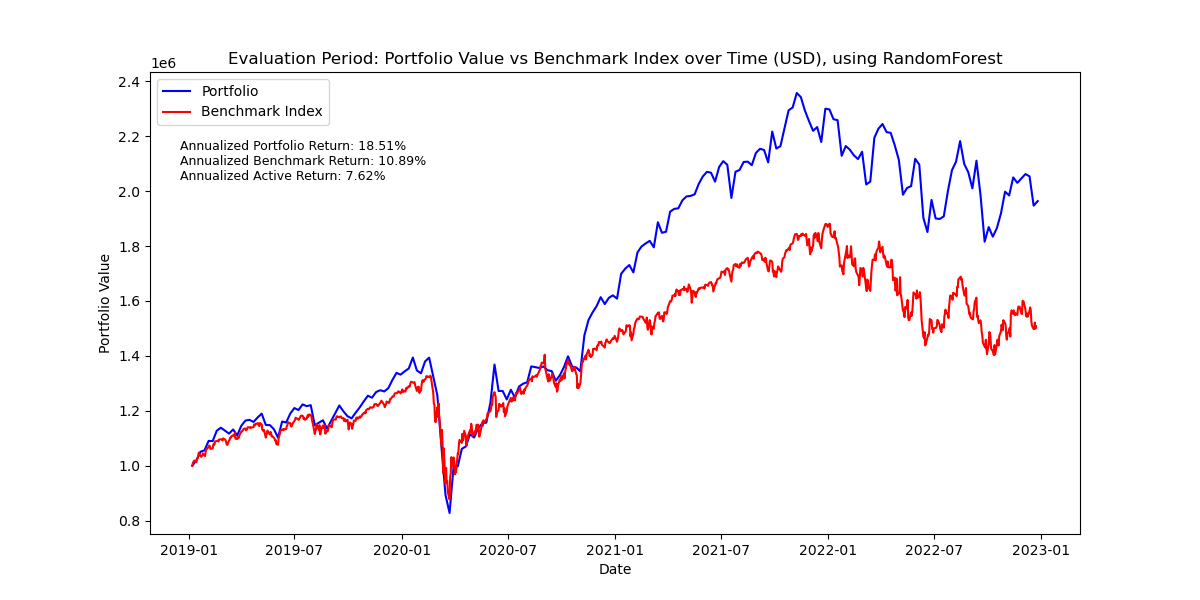 Evaluation Period: Portfolio Value vs Benchmark Index over Time (USD), using RandomForest
1e6
Portfolio
Benchmark Index
Annualized Portfolio Return: 18.51%
Annualized Benchmark Return: 10.89%
Annualized Active Return: 7.62%
2.4
2.2
2.0
1.8
1.6
1.4
1.2
1.0
0.8
Portfolio Value
2019-01 2019-07 2020-01 2020-07 2021-01 2021-07 2022-01 2022-07 2023-01
Date